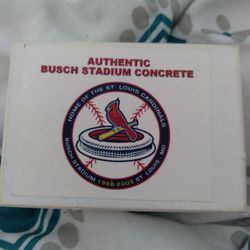 AUTHENTIC
BUSCH STADIUM CONCRETE
HOME OF THE ST. LOUIS CARDINALS
BUSCH STADIUM 1966-2005 ST. LOUIS, MO